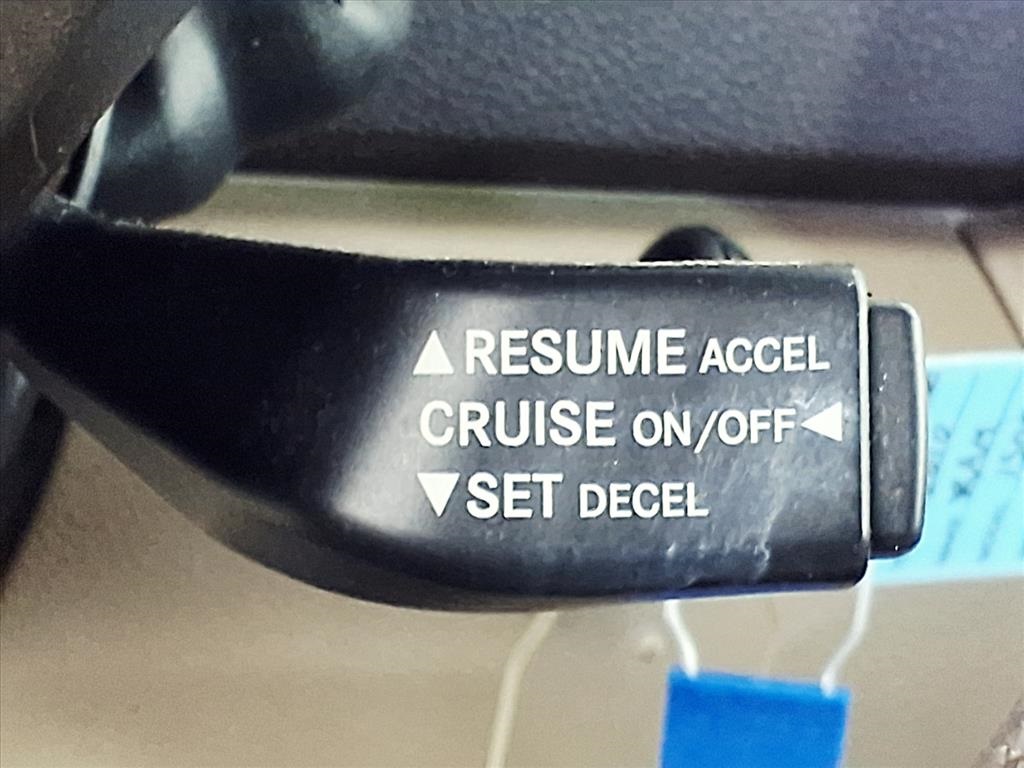 ▲RESUME ACCEL
CRUISE ON/OFF◀
▼SET DECEL